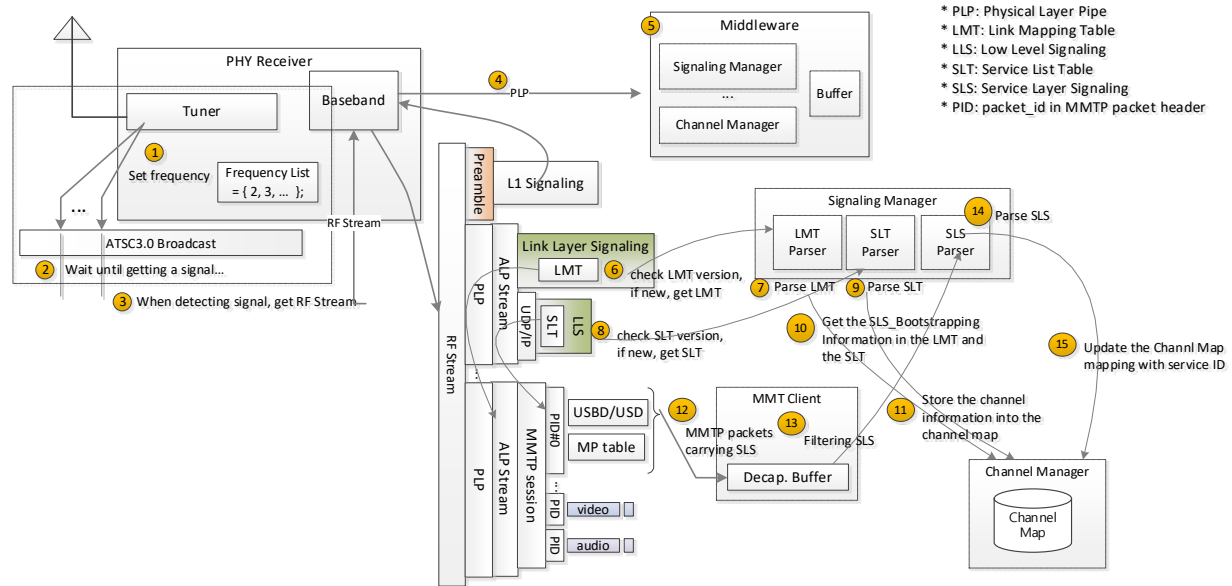 * PLP: Physical Layer Pipe
* LMT: Link Mapping Table
* LLS: Low Level Signaling
* SLT: Service List Table
* SLS: Service Layer Signaling
* PID: packet_id in MMTP packet header
5
Middleware
Signaling Manager
...
Channel Manager
Buffer
PHY Receiver
Tuner
Baseband
4
PLP
1
Set frequency
Frequency List
= { 2, 3, ... };
...
RF Stream
ATSC3.0 Broadcast
2
Wait until getting a signal...
3
When detecting signal, get RF Stream
RF Stream
Preamble
L1 Signaling
PLP
ALP Stream
Link Layer Signaling
LMT
6
check LMT version,
if new, get LMT
UDP/IP
SLT
LLS
8
check SLT version,
if new, get SLT
...
PLP
ALP Stream
MMTP session
PID#0
USBD/USD
MP table
...
PID
video
PID
audio
12
MMTP packets
carrying SLS
MMT Client
13
Filtering SLS
Decap. Buffer
Signaling Manager
LMT
Parser
SLT
Parser
SLS
Parser
14
Parse SLS
7
Parse LMT
9
Parse SLT
10
Get the SLS_Bootstrapping
Information in the LMT and
the SLT
11
Store the channel
information into the
channel map
15
Update the Channl Map
mapping with service ID
Channel Manager
Channel
Map